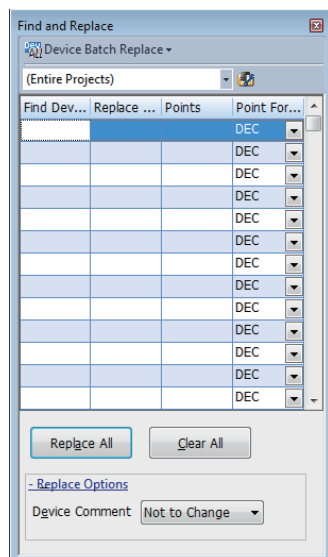 Find and Replace
Dev ALL Device Batch Replace
(Entire Projects)
Find Dev... Replace ... Points Point For...
DEC
DEC
DEC
DEC
DEC
DEC
DEC
DEC
DEC
DEC
DEC
DEC
DEC
Replace All Clear All
- Replace Options
Device Comment Not to Change